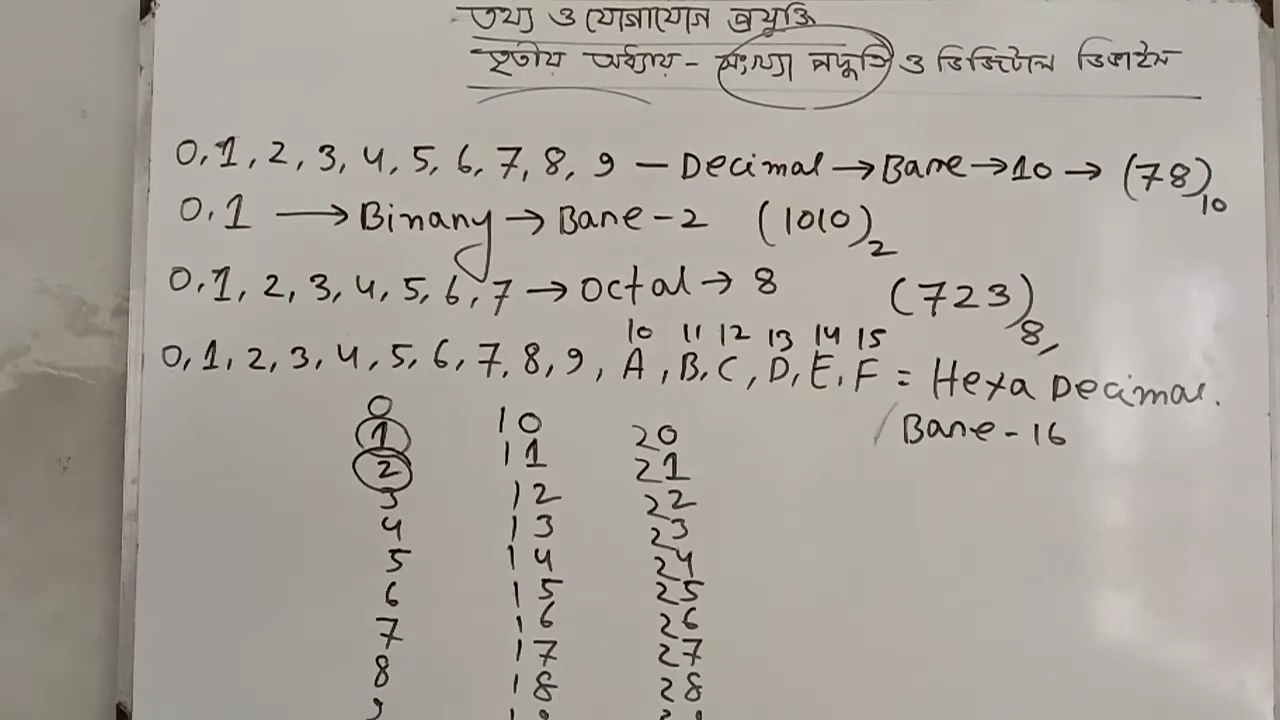 তথ্য ও যোগাযোগ প্রযুক্তি
তৃতীয় অধ্যায় - সংখ্যা পদ্ধতি ও ডিজিটাল ডিভাইস
0, 1, 2, 3, 4, 5, 6, 7, 8, 9 — Decimal → Base → 10 → (78)10
0.1 → Binary → Base - 2 (1010)2
0, 1, 2, 3, 4, 5, 6, 7 → Octal → 8 (723)8,
10 11 12 13 14 15
0, 1, 2, 3, 4, 5, 6, 7, 8, 9, A, B, C, D, E, F = Hexa Decimal.
Base - 16
0 10 20
1 11 21
2 12 22
3 13 23
4 14 24
5 15 25
6 16 26
7 17 27
8 18 28